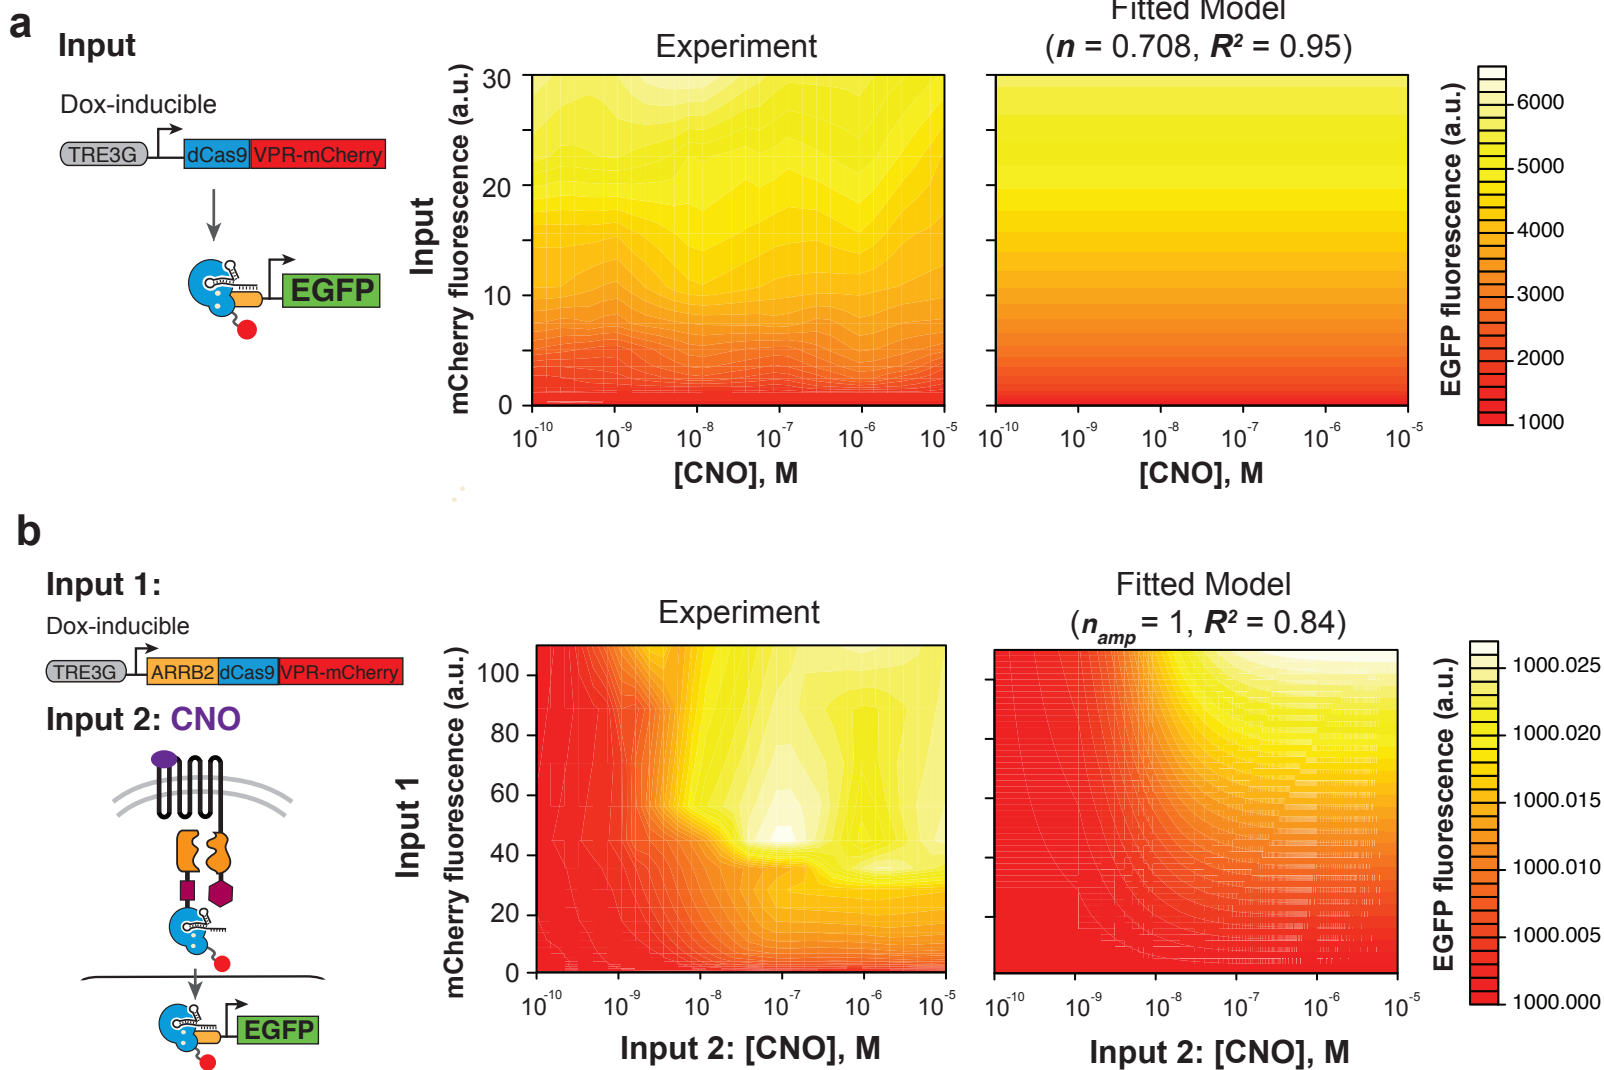 a
Input
Dox-inducible
TRE3G
dCas9
VPR-mCherry
EGFP
Experiment
Input
mCherry fluorescence (a.u.)
30
20
10
0
10-10
10-9
10-8
10-7
10-6
10-5
[CNO], M
Fitted Model
(n = 0.708, R2 = 0.95)
10-10
10-9
10-8
10-7
10-6
10-5
[CNO], M
EGFP fluorescence (a.u.)
6000
5000
4000
3000
2000
1000
b
Input 1:
Dox-inducible
TRE3G
ARRB2
dCas9
VPR-mCherry
Input 2: CNO
EGFP
Experiment
Input 1
mCherry fluorescence (a.u.)
100
80
60
40
20
0
10-10
10-9
10-8
10-7
10-6
10-5
Input 2: [CNO], M
Fitted Model
(namp = 1, R2 = 0.84)
10-10
10-9
10-8
10-7
10-6
10-5
Input 2: [CNO], M
EGFP fluorescence (a.u.)
1000.025
1000.020
1000.015
1000.010
1000.005
1000.000